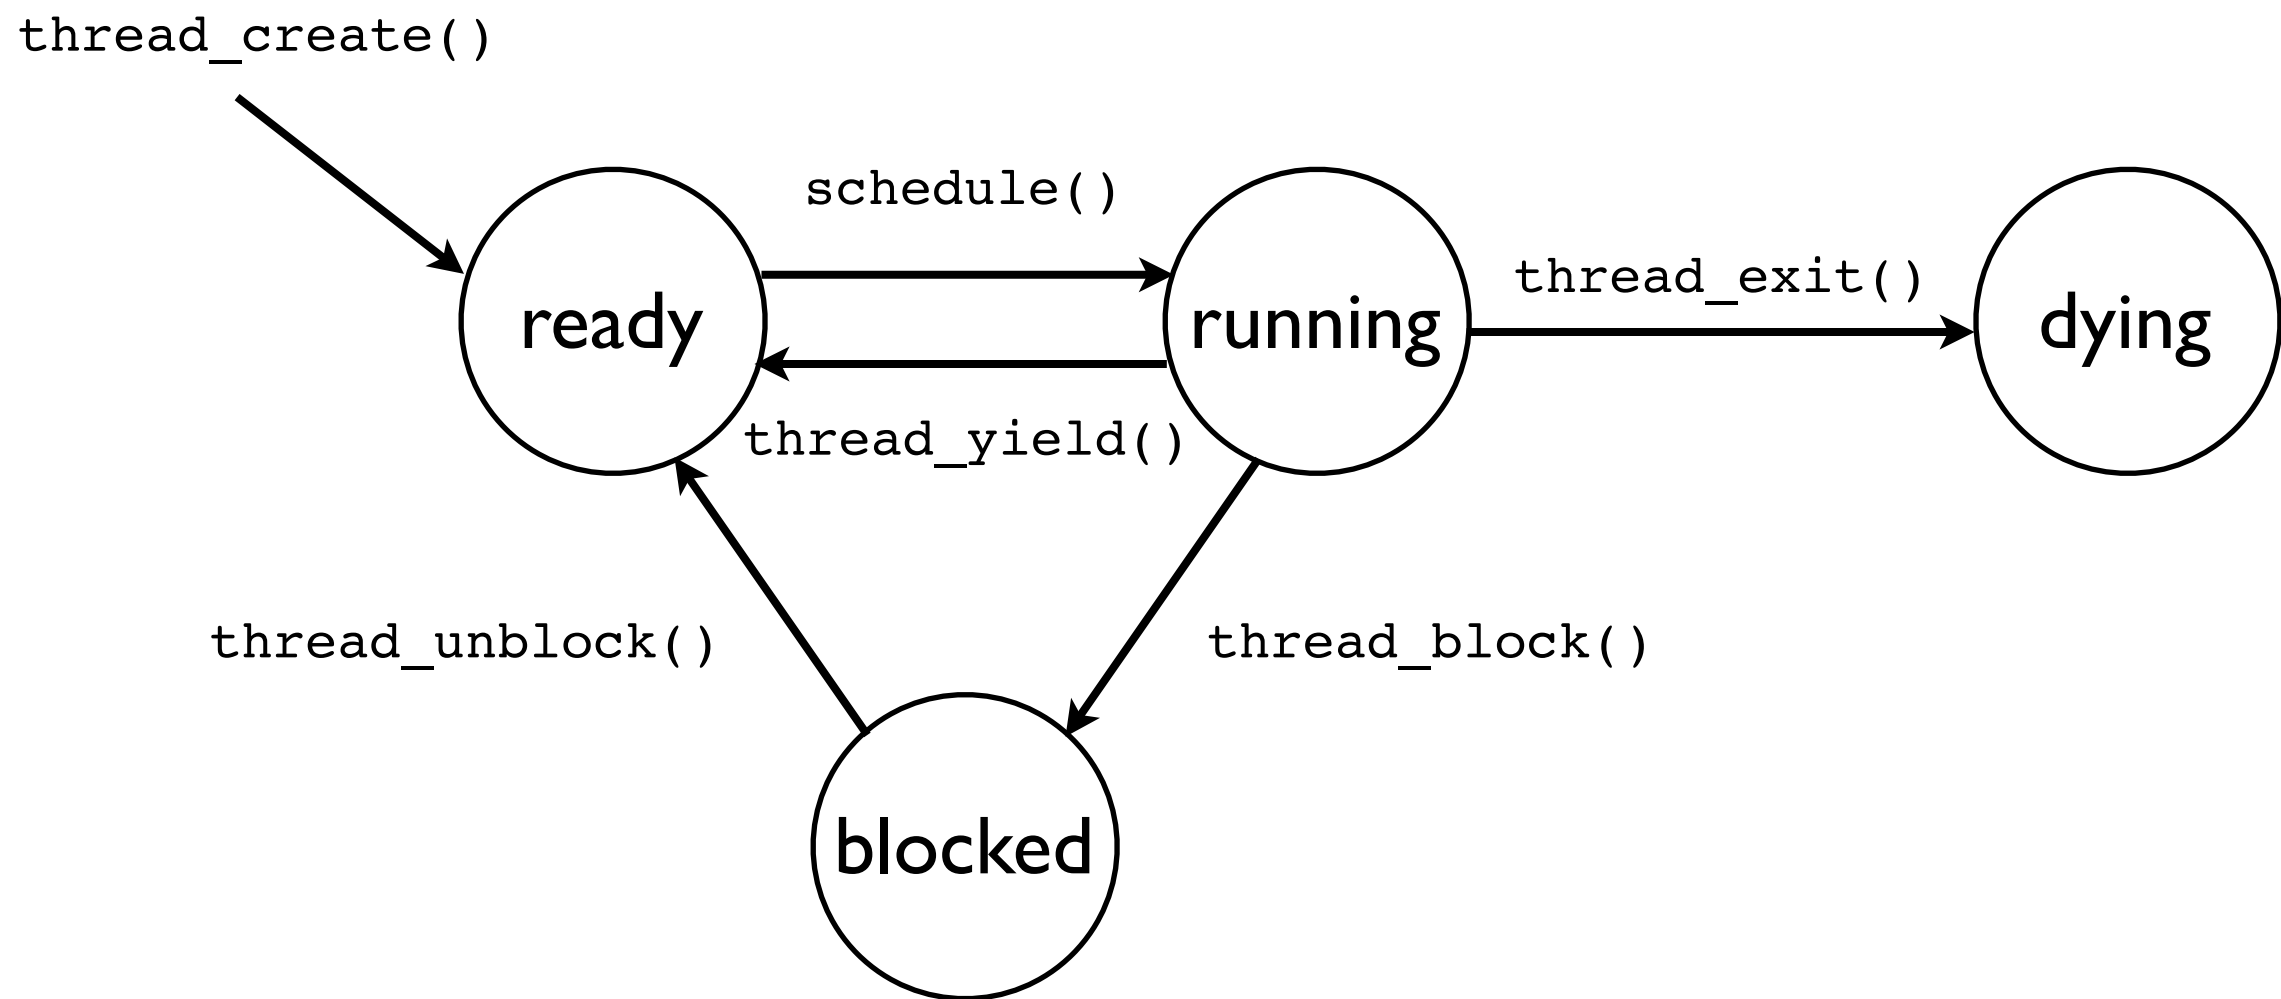 thread_create()
schedule()
thread_exit()
ready
running
dying
thread_yield()
thread_unblock()
thread_block()
blocked